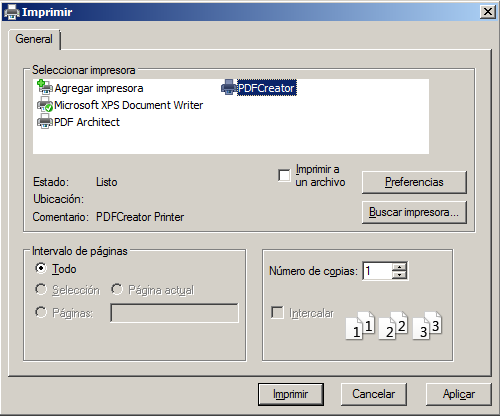 Imprimir
General
Seleccionar impresora
Agregar impresora
PDFCreator
Microsoft XPS Document Writer
PDF Architect
Estado: Listo
Ubicación:
Comentario: PDFCreator Printer
Imprimir a
un archivo
Preferencias
Buscar impresora...
Intervalo de páginas
Todo
Selección Página actual
Páginas:
Número de copias: 1
Intercalar
1 1 2 2 3 3
Imprimir Cancelar Aplicar